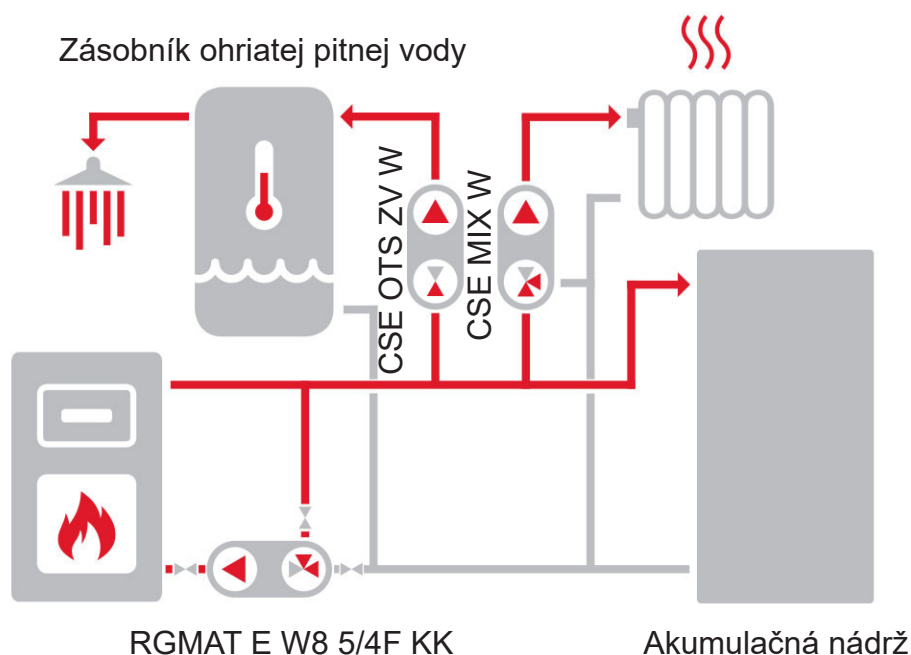 Zásobník ohriatej pitnej vody
CSE OTS ZV W
CSE MIX W
RGMAT E W8 5/4F KK
Akumulačná nádrž